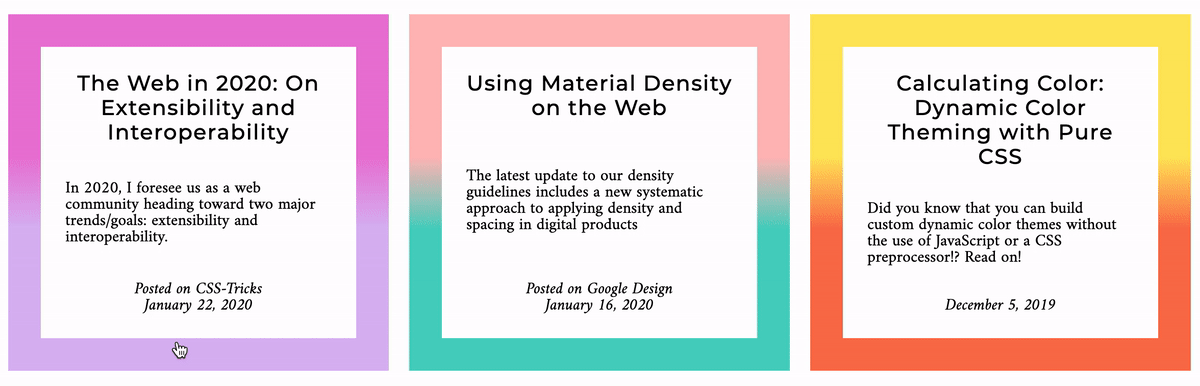 The Web in 2020: On
Extensibility and
Interoperability
In 2020, I foresee us as a web
community heading toward two major
trends/goals: extensibility and
interoperability.
Posted on CSS-Tricks
January 22, 2020
Using Material Density
on the Web
The latest update to our density
guidelines includes a new systematic
approach to applying density and
spacing in digital products
Posted on Google Design
January 16, 2020
Calculating Color:
Dynamic Color
Theming with Pure
CSS
Did you know that you can build
custom dynamic color themes without
the use of JavaScript or a CSS
preprocessor!? Read on!
December 5, 2019